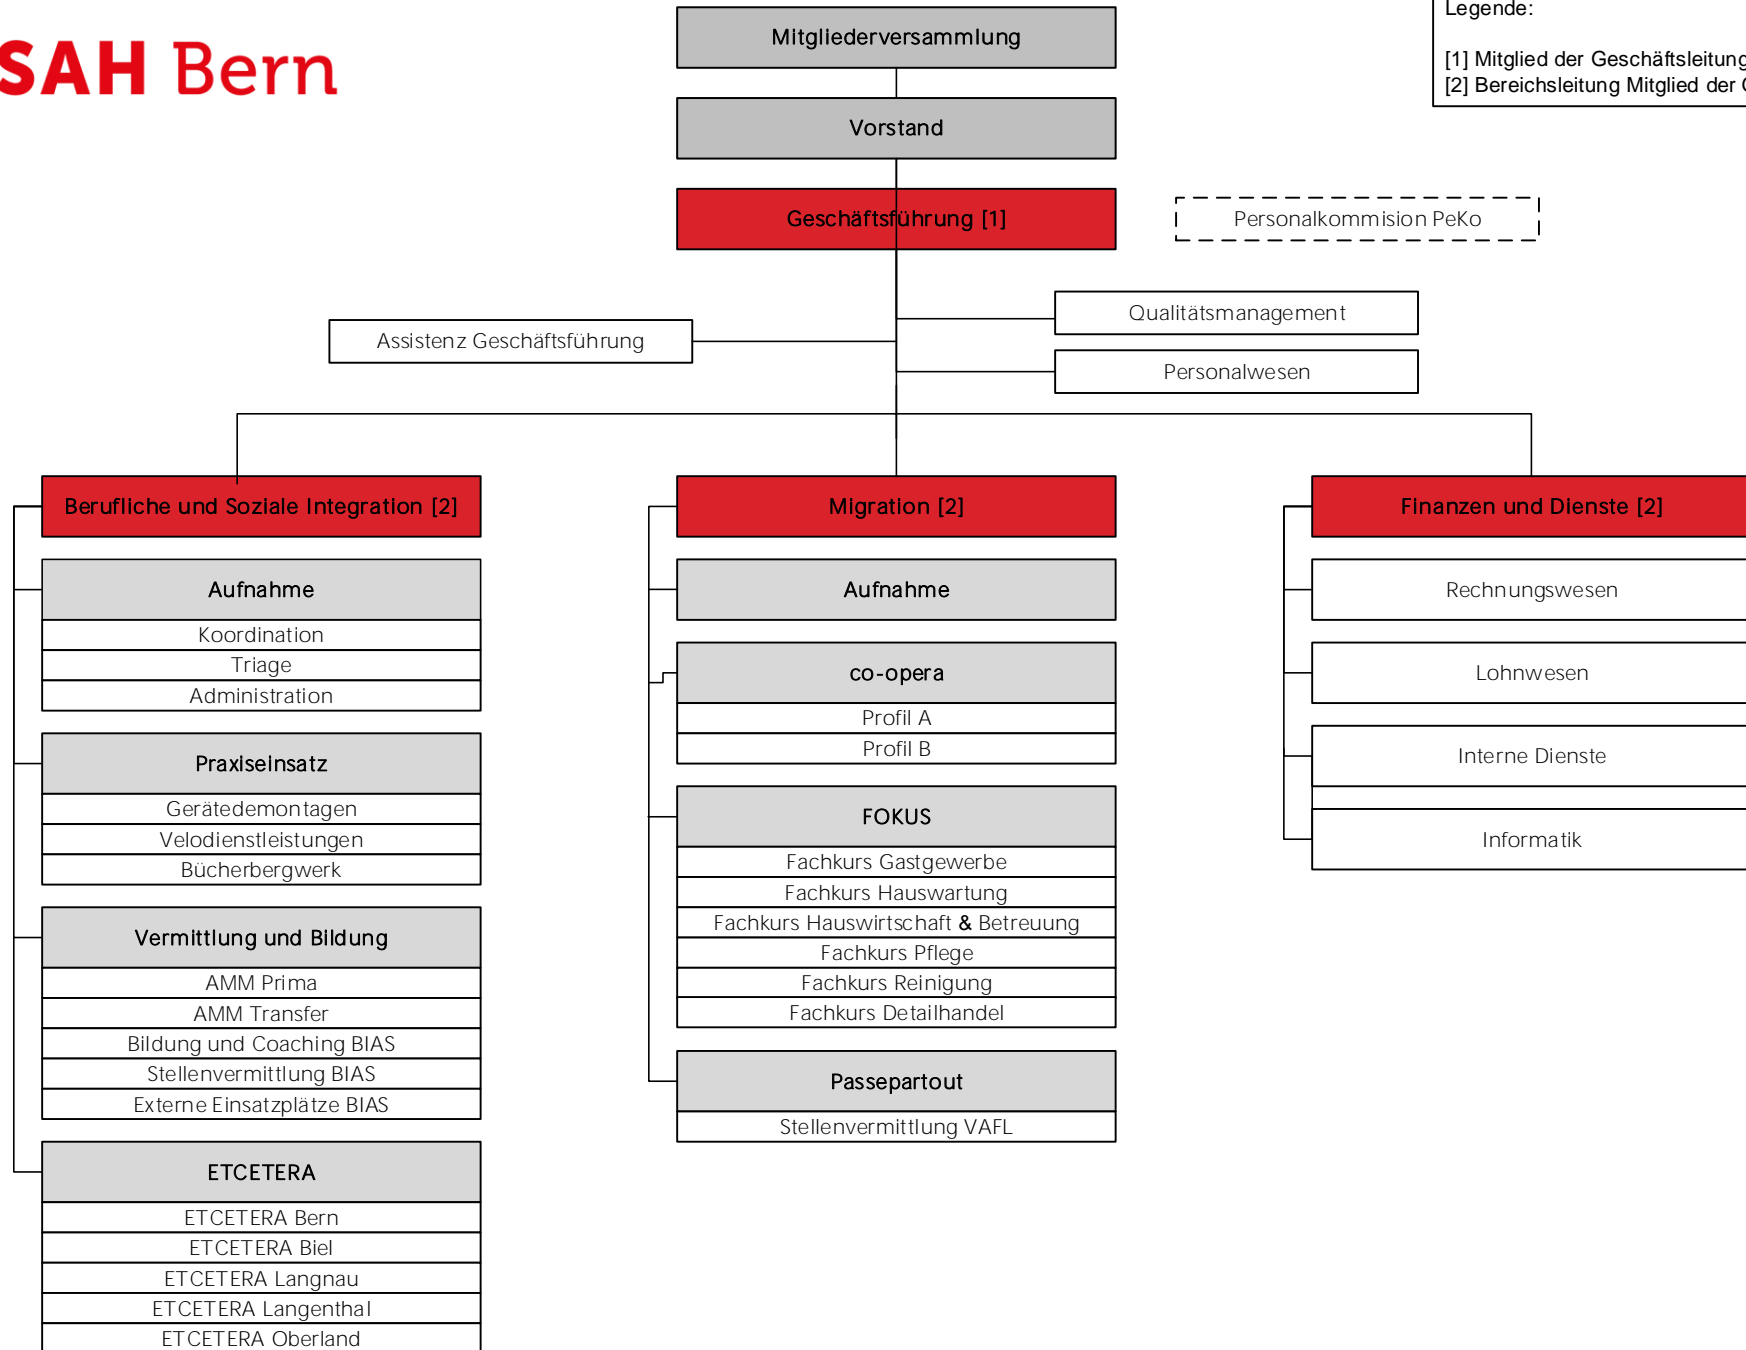 SAH Bern
Legende:
[1] Mitglied der Geschäftsleitung
[2] Bereichsleitung Mitglied der
Mitgliederversammlung
Vorstand
Geschäftsführung [1]
Personalkommision PeKo
Qualitätsmanagement
Assistenz Geschäftsführung
Personalwesen
Berufliche und Soziale Integration [2]
Aufnahme
Koordination
Triage
Administration
Praxiseinsatz
Gerätedemontagen
Velodienstleistungen
Bücherbergwerk
Vermittlung und Bildung
AMM Prima
AMM Transfer
Bildung und Coaching BIAS
Stellenvermittlung BIAS
Externe Einsatzplätze BIAS
ETCETERA
ETCETERA Bern
ETCETERA Biel
ETCETERA Langnau
ETCETERA Langenthal
ETCETERA Oberland
Migration [2]
Aufnahme
co-opera
Profil A
Profil B
FOKUS
Fachkurs Gastgewerbe
Fachkurs Hauswartung
Fachkurs Hauswirtschaft & Betreuung
Fachkurs Pflege
Fachkurs Reinigung
Fachkurs Detailhandel
Passepartout
Stellenvermittlung VAFL
Finanzen und Dienste [2]
Rechnungswesen
Lohnwesen
Interne Dienste
Informatik